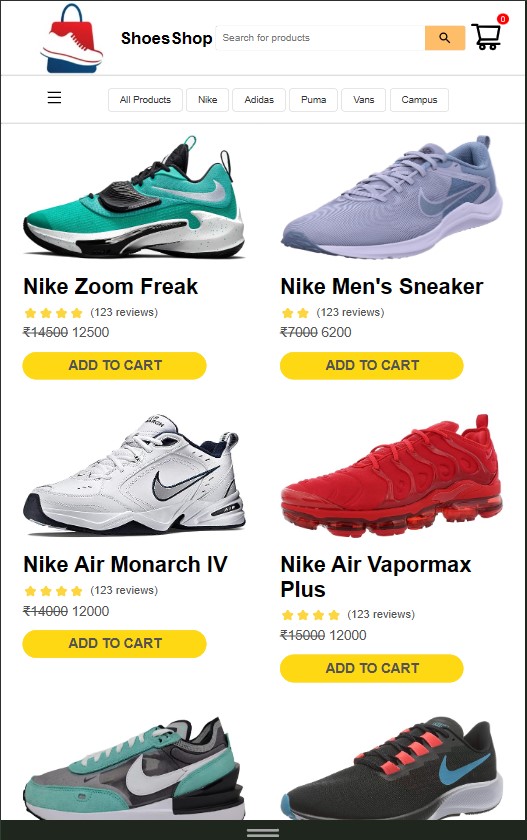 ShoesShop
Search for products
0
All Products
Nike
Adidas
Puma
Vans
Campus
Nike Zoom Freak
(123 reviews)
₹14500 12500
ADD TO CART
Nike Men's Sneaker
(123 reviews)
₹7000 6200
ADD TO CART
Nike Air Monarch IV
(123 reviews)
₹14000 12000
ADD TO CART
Nike Air Vapormax
Plus
(123 reviews)
₹15000 12000
ADD TO CART